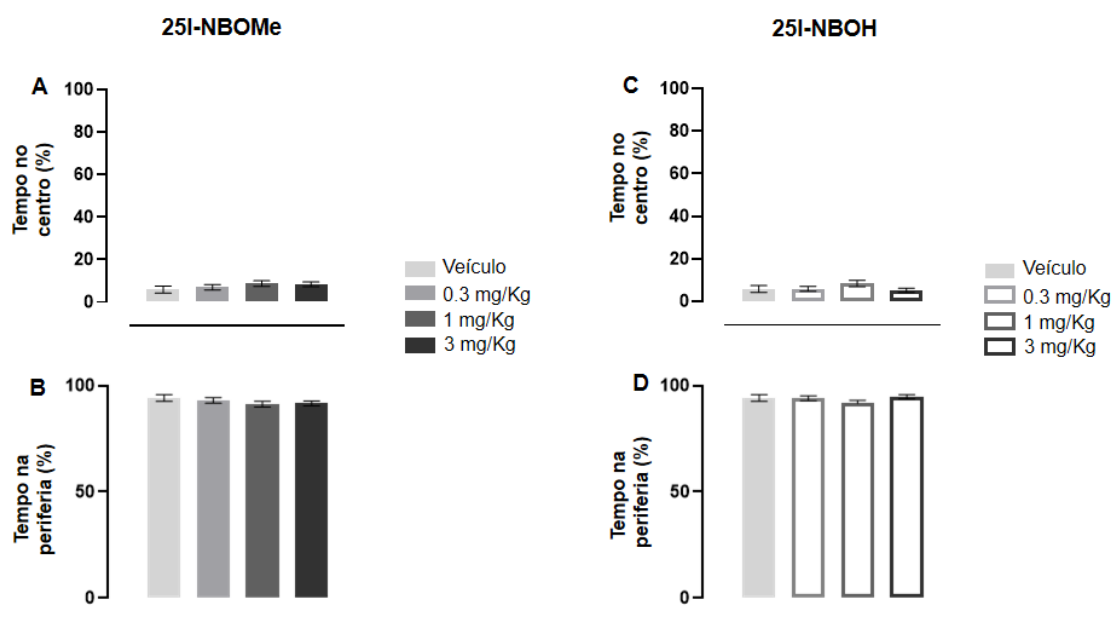 25I-NBOMe
25I-NBOH
A
100
80
60
40
20
0
Tempo no
centro (%)
Veículo
0.3 mg/Kg
1 mg/Kg
3 mg/Kg
B
100
50
0
Tempo na
periferia (%)
C
100
80
60
40
20
0
Tempo no
centro (%)
Veículo
0.3 mg/Kg
1 mg/Kg
3 mg/Kg
D
100
50
0
Tempo na
periferia (%)